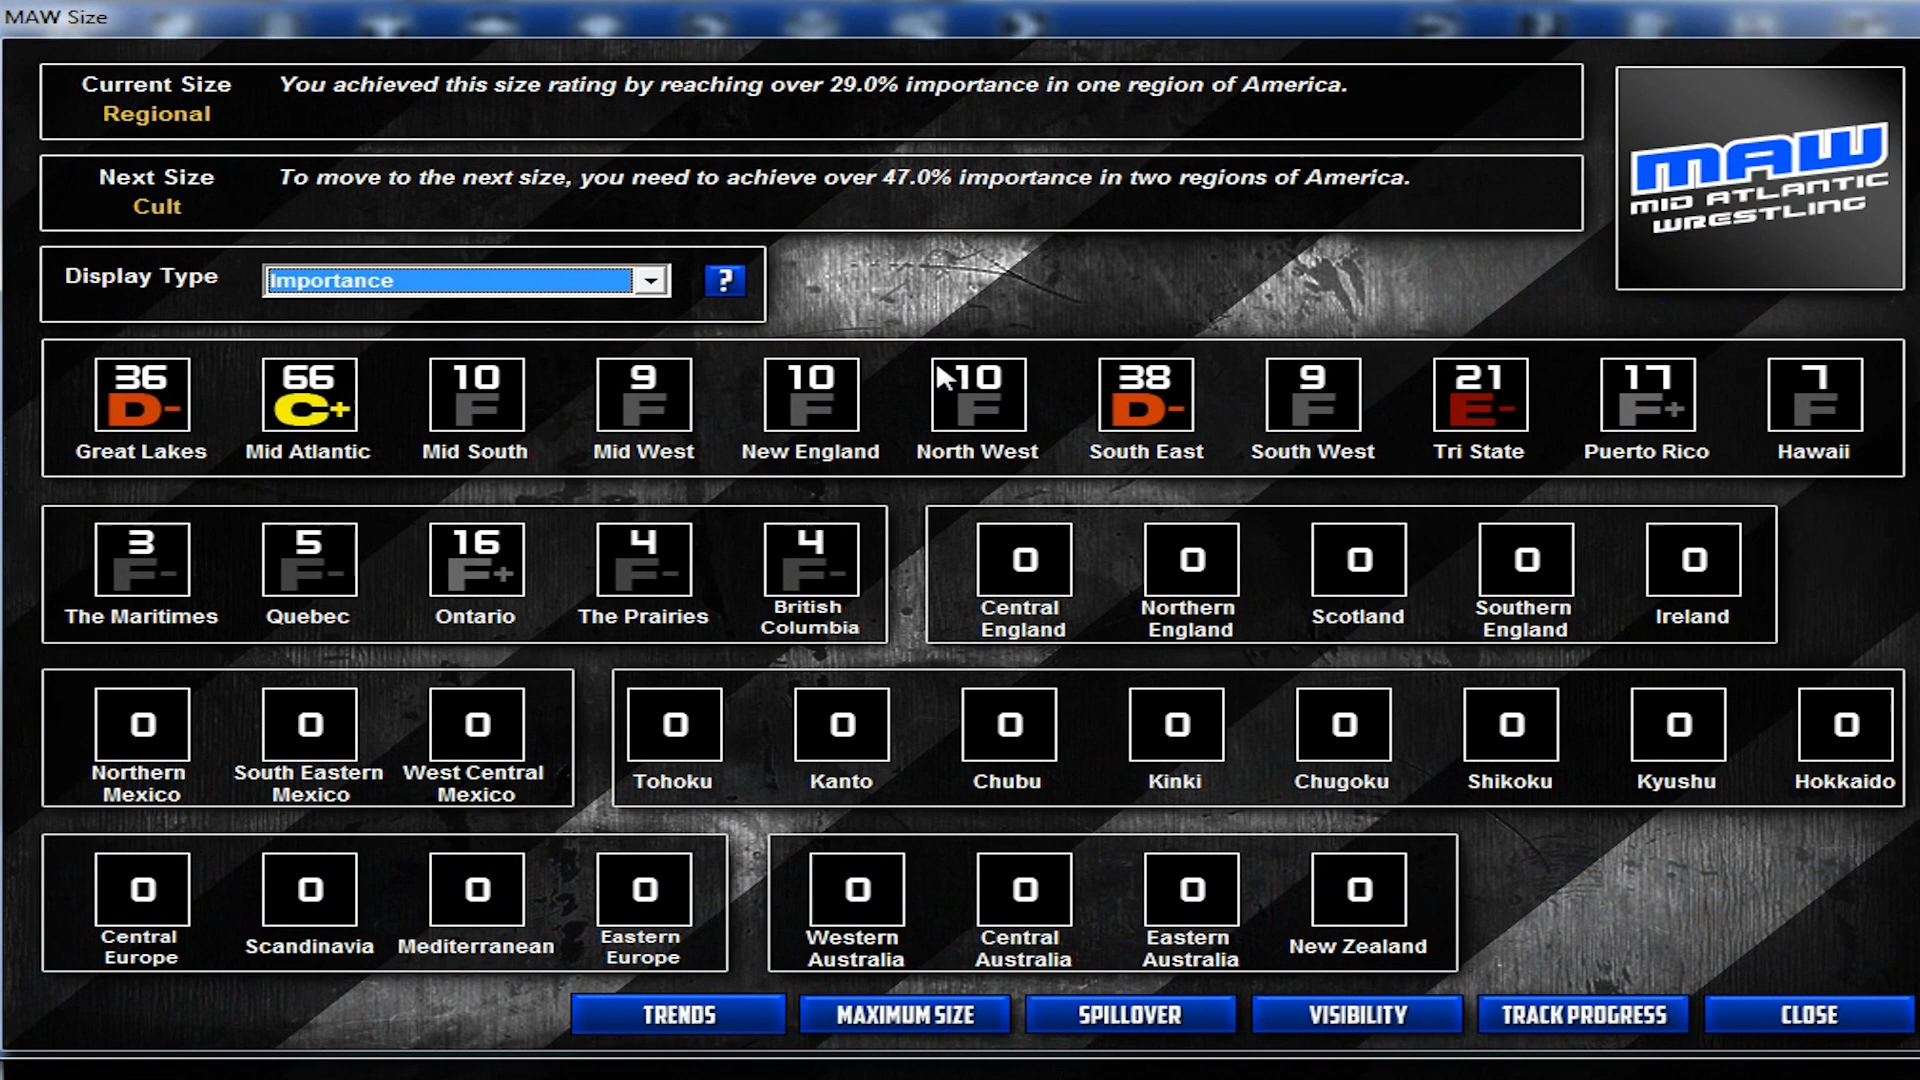 MAW Size
Current Size
Regional
You achieved this size rating by reaching over 29.0% importance in one region of America.
Next Size
Cult
To move to the next size, you need to achieve over 47.0% importance in two regions of America.
MAW
MID ATLANTIC
WRESTLING
Display Type
Importance
?
36 66 10 9 10 10 38 9 21 17 7
D- C+ F F F F D- F E- F+ F
Great Lakes Mid Atlantic Mid South Mid West New England North West South East South West Tri State Puerto Rico Hawaii
3 5 16 4 4
F- F- F+ F- F-
The Maritimes Quebec Ontario The Prairies British
Columbia
0 0 0 0 0
Central Northern Scotland Southern Ireland
England England England
0 0 0
Northern South Eastern West Central
Mexico Mexico Mexico
0 0 0 0 0 0 0 0
Tohoku Kanto Chubu Kinki Chugoku Shikoku Kyushu Hokkaido
0 0 0 0
Central Scandinavia Mediterranean Eastern
Europe Europe
0 0 0 0
Western Central Eastern New Zealand
Australia Australia Australia
TRENDS MAXIMUM SIZE SPILLOVER VISIBILITY TRACK PROGRESS CLOSE